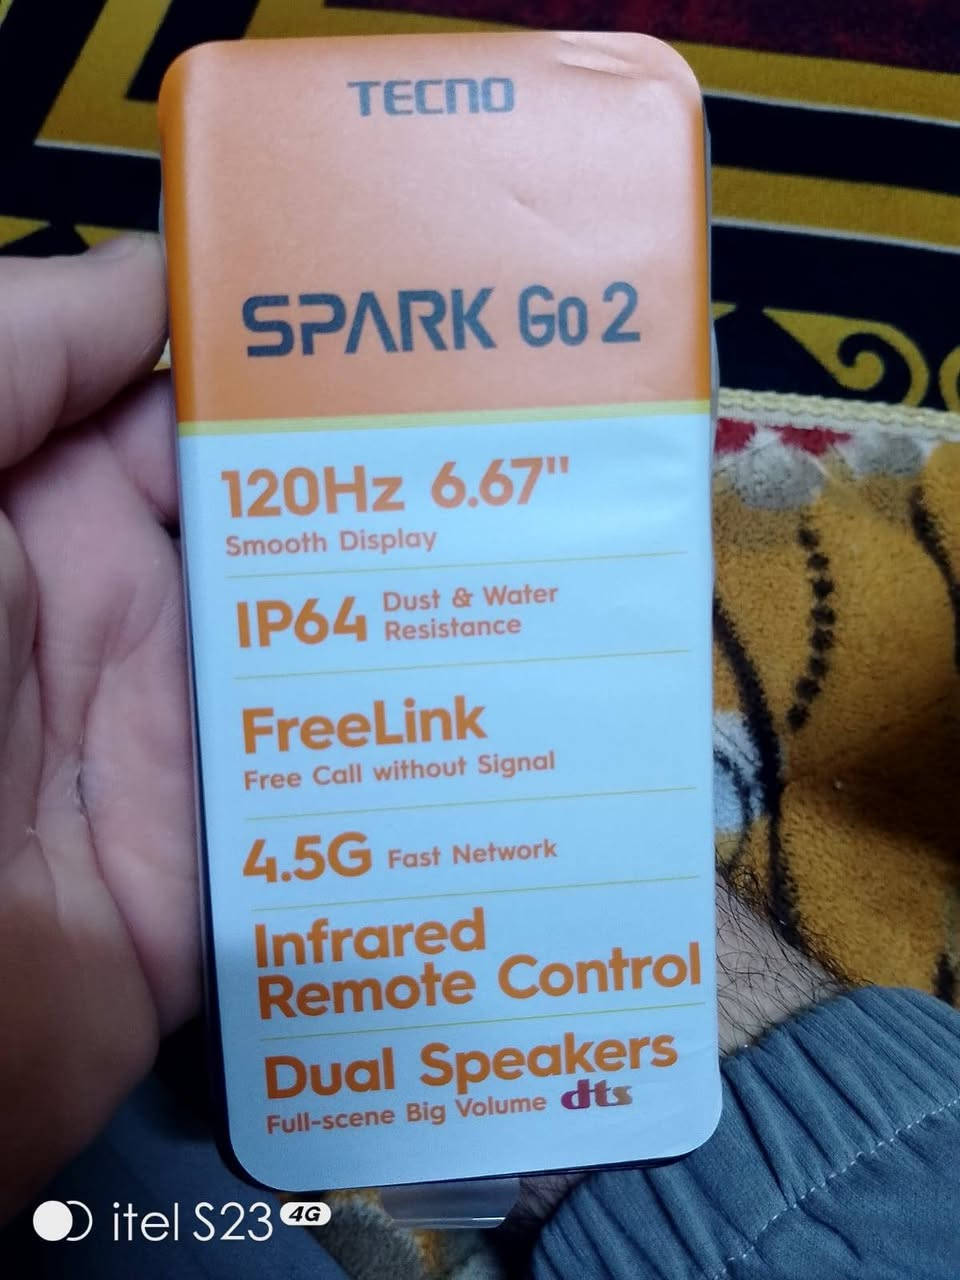 TECNO
SPARK Go 2
120Hz 6.67"
Smooth Display
IP64 Dust & Water
Resistance
FreeLink
Free Call without Signal
4.5G Fast Network
Infrared
Remote Control
Dual Speakers
Full-scene Big Volume dts
itel S23 4G